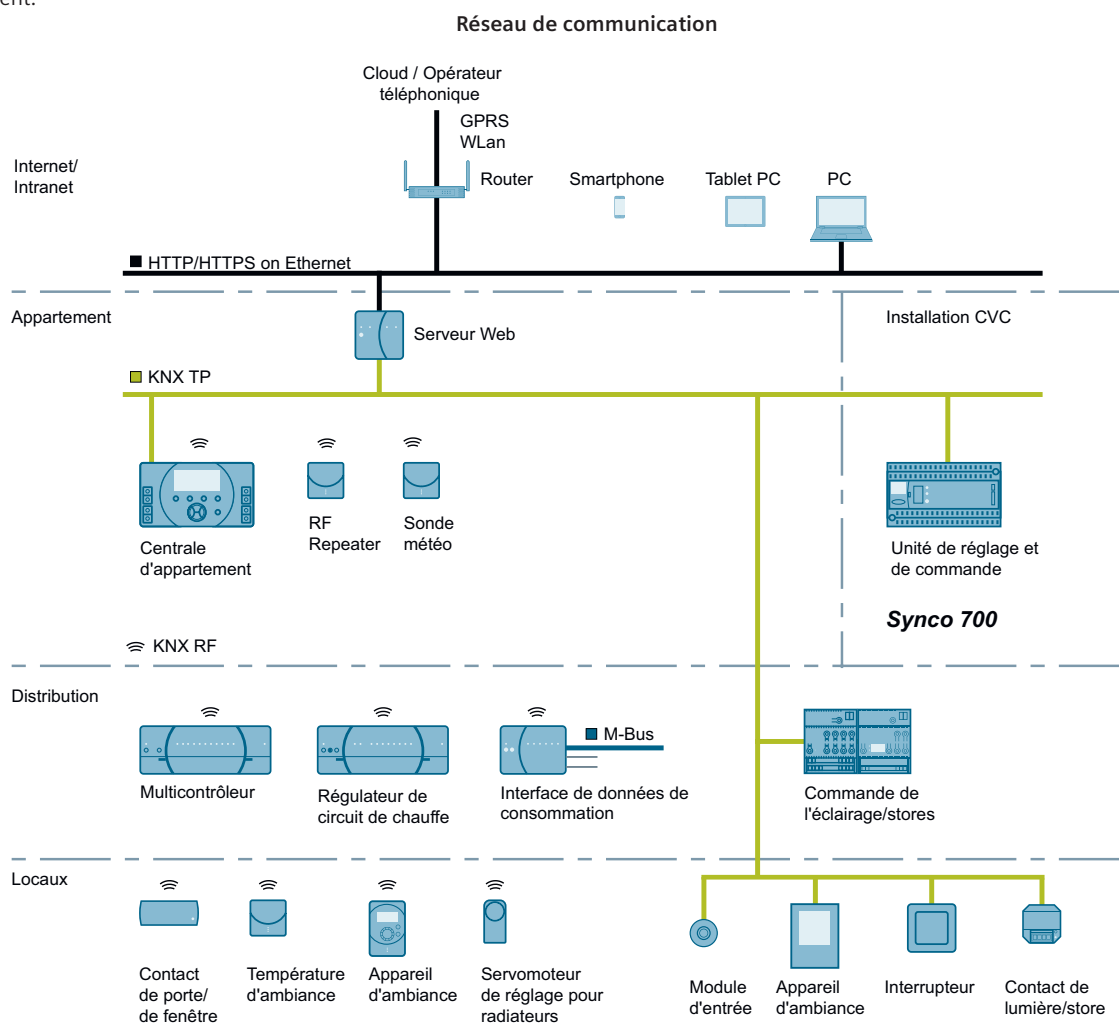 ent.
Réseau de communication
Cloud / Opérateur
téléphonique
GPRS
WLan
Internet/
Intranet
Router
Smartphone
Tablet PC
PC
HTTP/HTTPS on Ethernet
Appartement
Installation CVC
Serveur Web
KNX TP
Centrale
d'appartement
RF
Repeater
Sonde
météo
Unité de réglage et
de commande
Synco 700
KNX RF
Distribution
M-Bus
Multicontrôleur
Régulateur de
circuit de chauffe
Interface de données de
consommation
Commande de
l'éclairage/stores
Locaux
Contact
de porte/
de fenêtre
Température
d'ambiance
Appareil
d'ambiance
Servomoteur
de réglage pour
radiateurs
Module
d'entrée
Appareil
d'ambiance
Interrupteur
Contact de
lumière/store